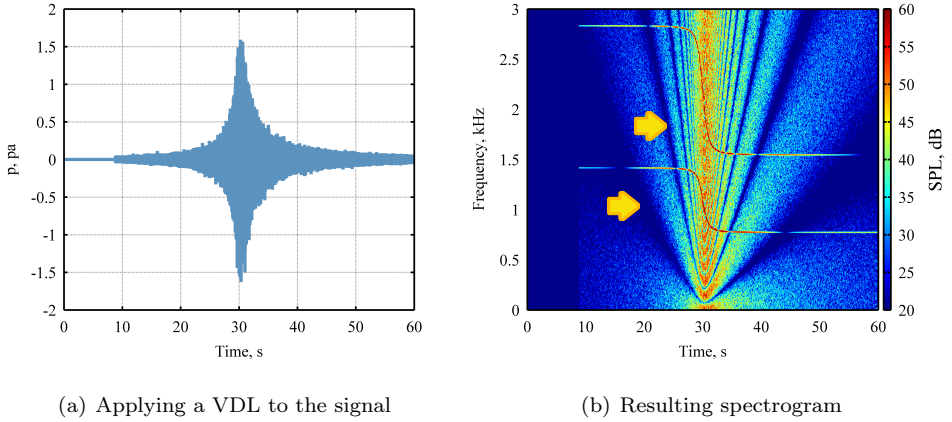 2
1.5
1
0.5
0
-0.5
-1
-1.5
-2
p, pa
0 10 20 30 40 50 60
Time, s
3
2.5
2
1.5
1
0.5
0
Frequency, kHz
0 10 20 30 40 50 60
Time, s
60
55
50
45
40
35
30
25
20
SPL, dB
(a) Applying a VDL to the signal
(b) Resulting spectrogram